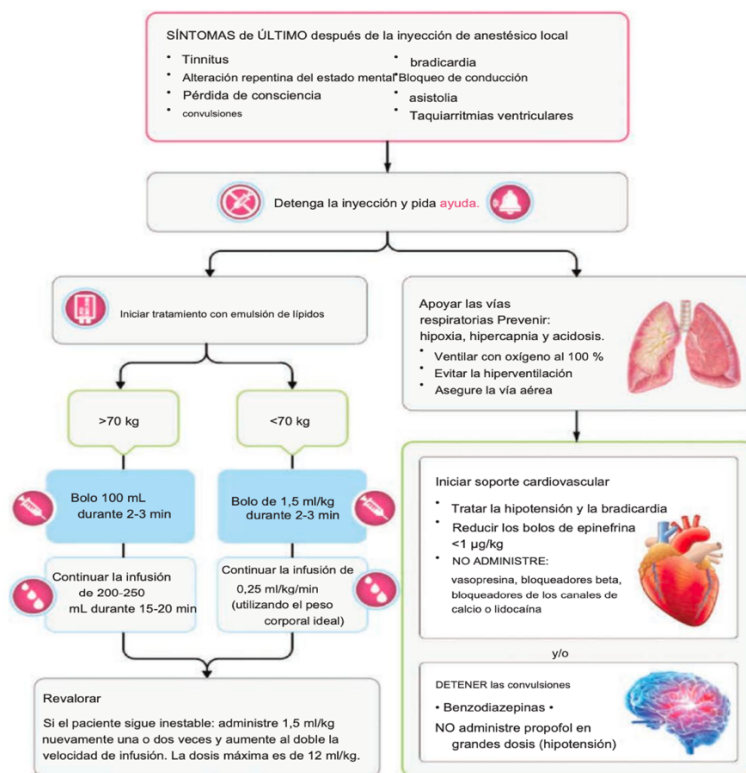 SÍNTOMAS de ÚLTIMO después de la inyección de anestésico local
• Tinnitus
• Alteración repentina del estado mental
• Pérdida de consciencia
• convulsiones
• bradicardia
• Bloqueo de conducción
• asistolia
• Taquiarritmias ventriculares
Detenga la inyección y pida ayuda.
Iniciar tratamiento con emulsión de lípidos
>70 kg
<70 kg
Bolo 100 mL
durante 2-3 min
Bolo de 1,5 ml/kg
durante 2-3 min
Continuar la infusión
de 200-250
mL durante 15-20 min
Continuar la infusión de
0,25 ml/kg/min
(utilizando el peso
corporal ideal)
Revalorar
Si el paciente sigue inestable: administre 1,5 ml/kg
nuevamente una o dos veces y aumente al doble la
velocidad de infusión. La dosis máxima es de 12 ml/kg.
Apoyar las vías
respiratorias Prevenir:
hipoxia, hipercapnia y acidosis.
• Ventilar con oxígeno al 100 %
• Evitar la hiperventilación
• Asegure la vía aérea
Iniciar soporte cardiovascular
• Tratar la hipotensión y la bradicardia
• Reducir los bolos de epinefrina
<1 µg/kg
• NO ADMINISTRE:
vasopresina, bloqueadores beta,
bloqueadores de los canales de
calcio o lidocaína
y/o
DETENER las convulsiones
• Benzodiazepinas •
NO administre propofol en
grandes dosis (hipotensión)